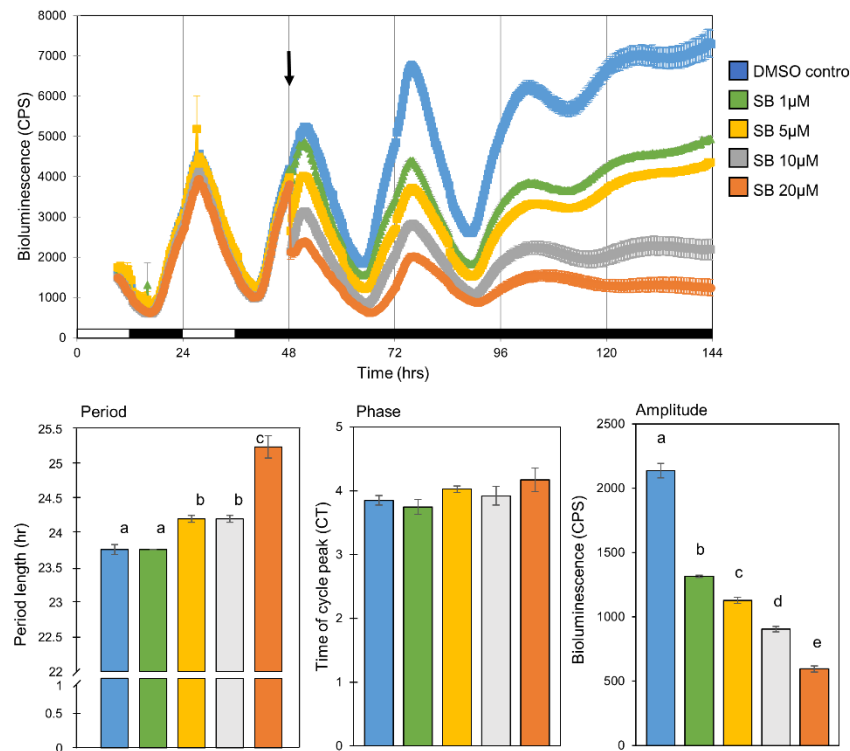 8000
7000
6000
5000
4000
3000
2000
1000
0
Bioluminescence (CPS)
0 24 48 72 96 120 144
Time (hrs)
DMSO contro
SB 1µM
SB 5µM
SB 10µM
SB 20µM
Period
25.5
25
24.5
24
23.5
23
22.5
22
1
0.5
0
Period length (hr)
a a b b c
Phase
6
5
4
3
2
1
0
Time of cycle peak (CT)
Amplitude
2500
2000
1500
1000
500
0
Bioluminescence (CPS)
a
b
c
d
e